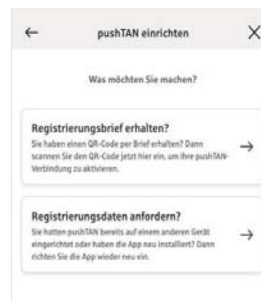 pushTAN einrichten
Was möchten Sie machen?
Registrierungsbrief erhalten?
Sie haben einen QR-Code per Brief erhalten? Dann
scannen Sie den QR-Code jetzt hier ein, um Ihre pushTAN-
Verbindung zu aktivieren.
Registrierungsdaten anfordern?
Sie hatten pushTAN bereits auf einem anderen Gerät
eingerichtet oder haben die App neu installiert? Dann
richten Sie die App wieder neu ein.